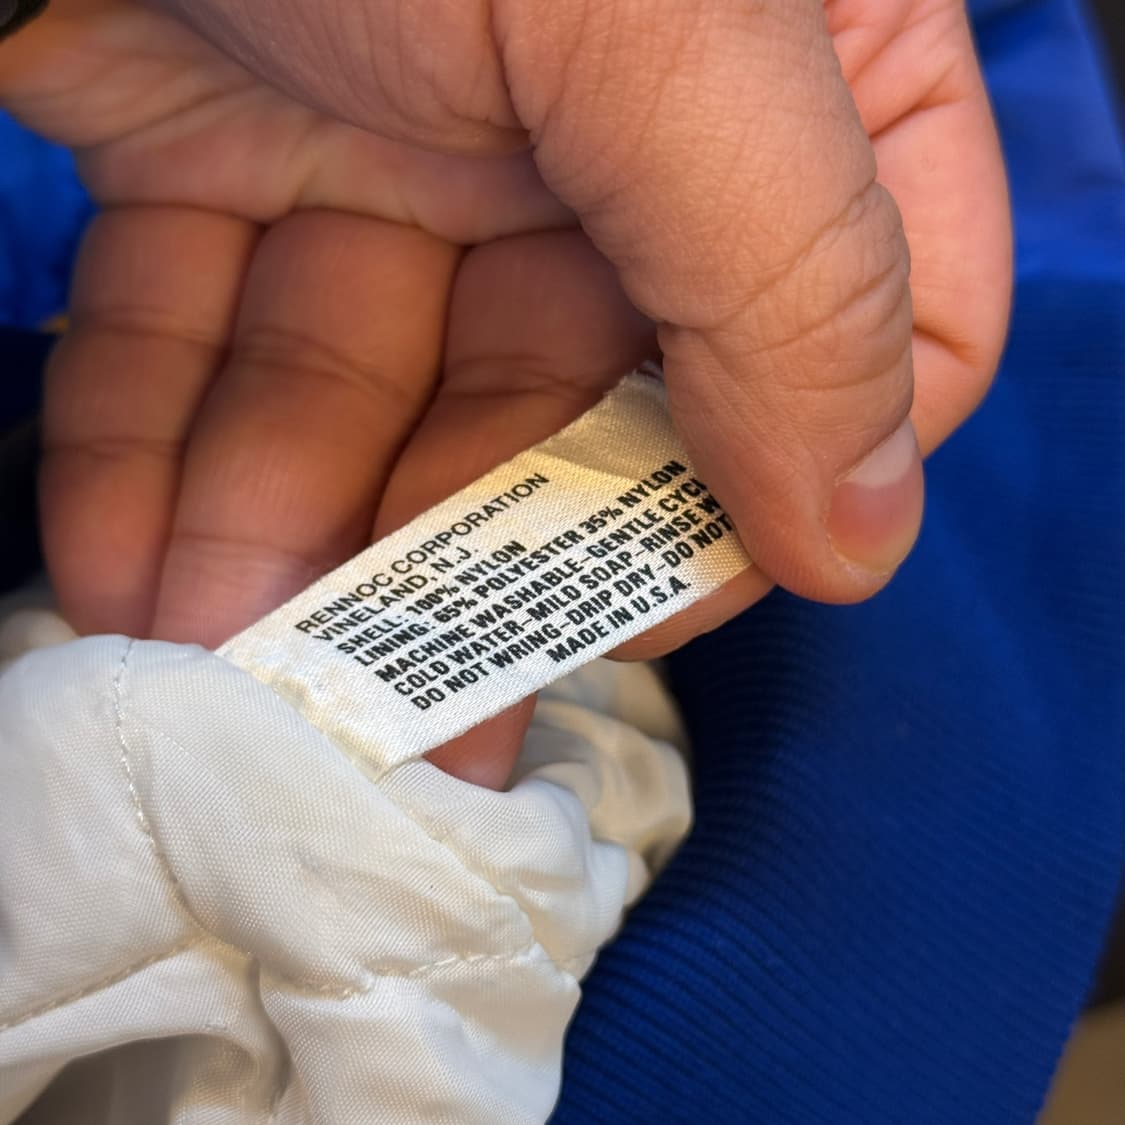 RENNOC CORPORATION
VINELAND, N.J.
SHELL- 100% NYLON
LINING- 65% POLYESTER 35% NYLON
MACHINE WASHABLE-GENTLE
COLD WATER-MILD SOAP-RINSE
DO NOT WRING-DRIP DRY-DO NOT
MADE IN U.S.A.